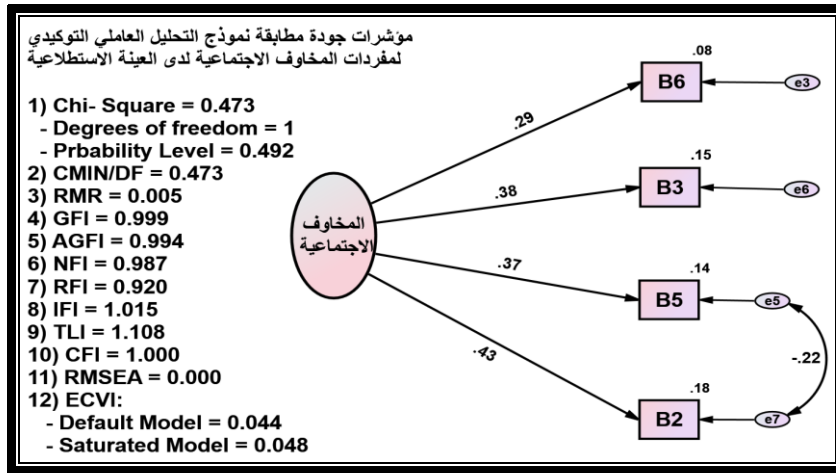 مؤشرات جودة مطابقة نموذج التحليل العاملي التوكيدي
لمفردات المخاوف الاجتماعية لدى العينة الاستطلاعية
1) Chi- Square = 0.473
- Degrees of freedom = 1
- Prbability Level = 0.492
2) CMIN/DF = 0.473
3) RMR = 0.005
4) GFI = 0.999
5) AGFI = 0.994
6) NFI = 0.987
7) RFI = 0.920
8) IFI = 1.015
9) TLI = 1.108
10) CFI = 1.000
11) RMSEA = 0.000
12) ECVI:
- Default Model = 0.044
- Saturated Model = 0.048
المخاوف
الاجتماعية
.29
.38
.37
.43
.08
B6
e3
.15
B3
e6
.14
B5
e5
-.22
.18
B2
e7